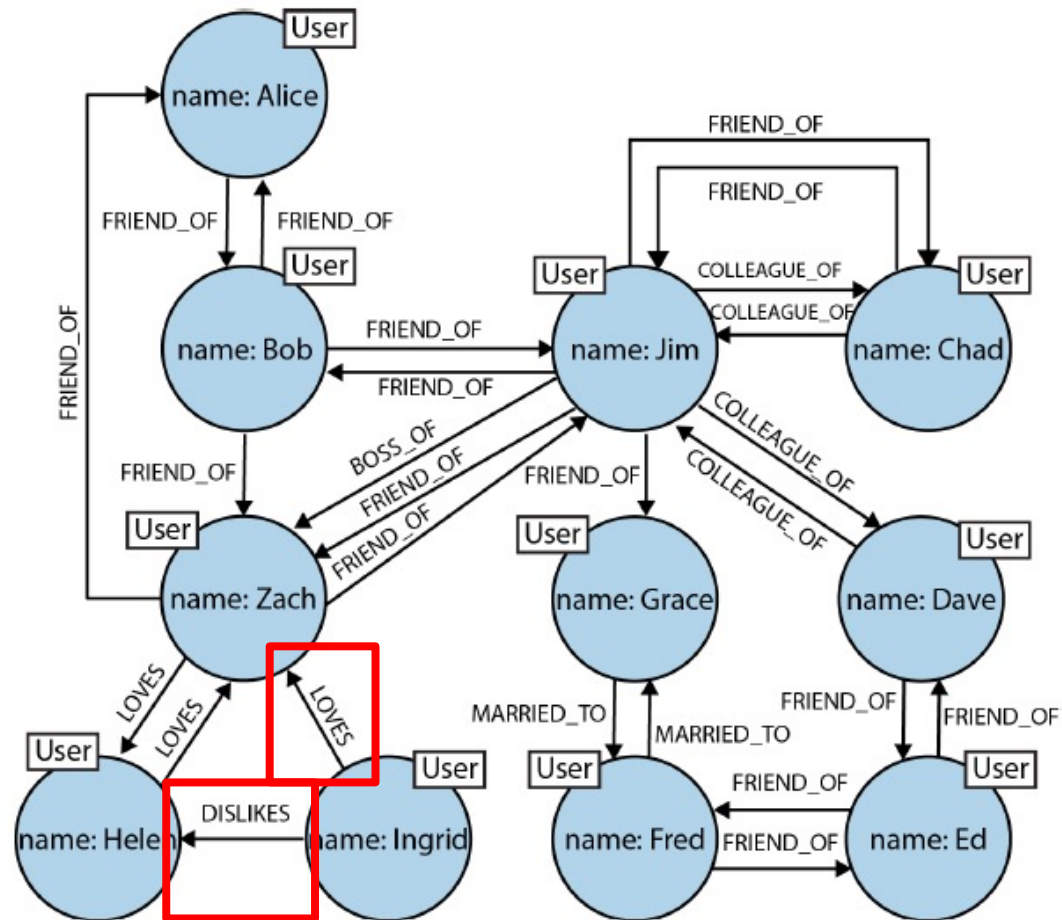 User
name: Alice
FRIEND_OF
FRIEND_OF
FRIEND_OF
FRIEND_OF
FRIEND_OF
User
User
User
COLLEAGUE_OF
COLLEAGUE_OF
FRIEND_OF
name: Bob
name: Jim
name: Chad
FRIEND_OF
BOSS_OF
FRIEND_OF
FRIEND_OF
COLLEAGUE_OF
COLLEAGUE_OF
FRIEND_OF
FRIEND_OF
User
User
User
name: Zach
name: Grace
name: Dave
LOVES
LOVES
LOVES
MARRIED_TO
MARRIED_TO
FRIEND_OF
FRIEND_OF
User
User
User
User
DISLIKES
FRIEND_OF
name: Helen
name: Ingrid
name: Fred
FRIEND_OF
name: Ed